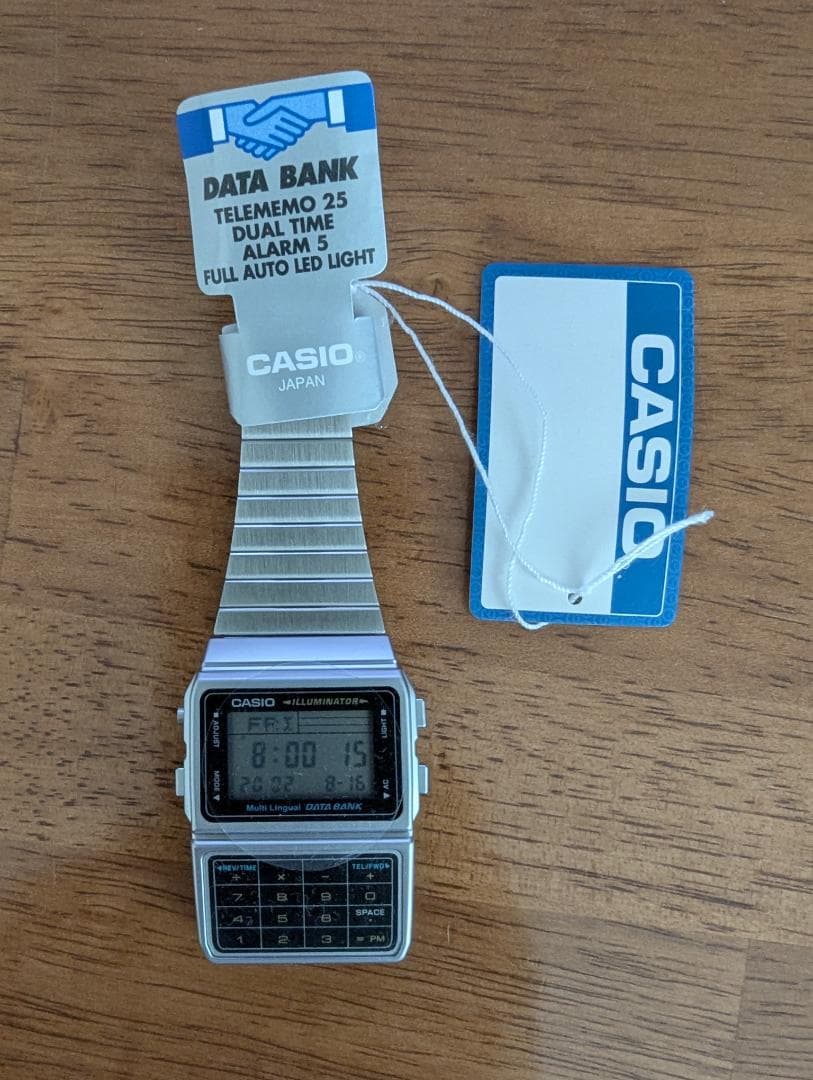 DATA BANK
TELEMEMO 25
DUAL TIME
ALARM 5
FULL AUTO LED LIGHT
CASIO®
JAPAN
CASIO
CASIO ILLUMINATOR
ADJUST
LIGHT
FRI
8:00 15
2002 8-16
MODE
AC
Multi Lingual DATA BANK
REV/TIME TEL/FWD
÷ × - +
7 8 9 0
4 5 6 SPACE .
1 2 3 = PM